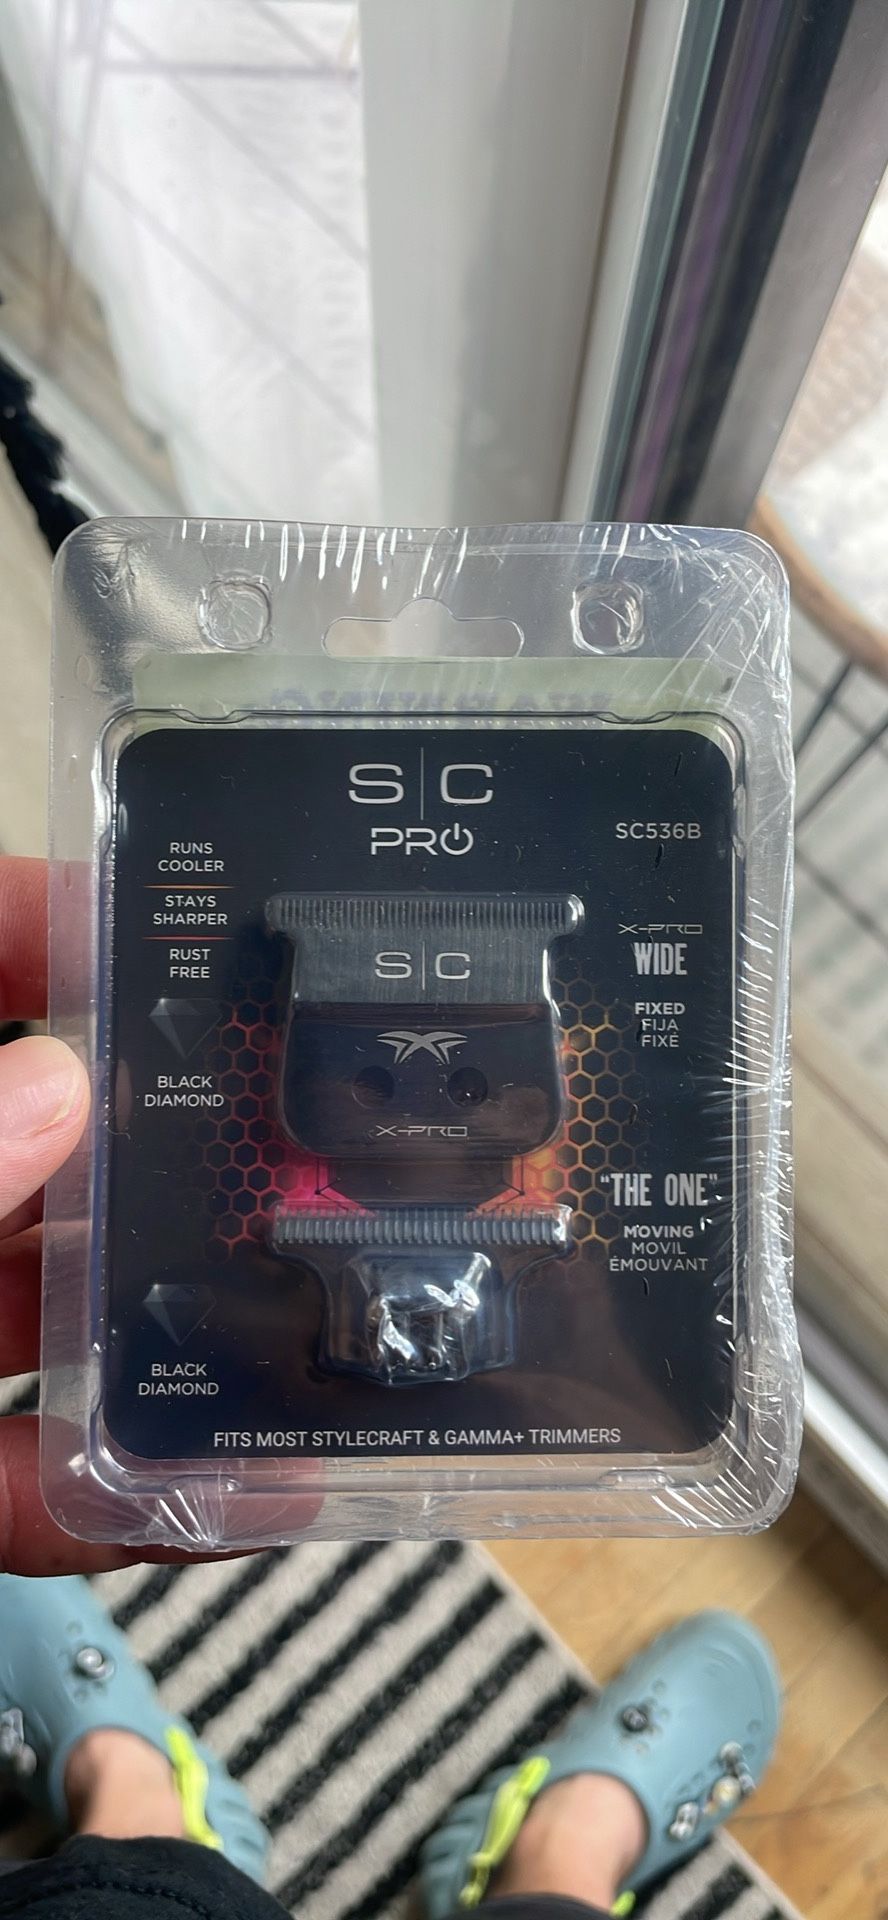 S|C
PRO
SC536B
RUNS
COOLER
STAYS
SHARPER
RUST
FREE
BLACK
DIAMOND
S|C
X-PRO
X-PRO
WIDE
FIXED
FIJA
FIXÉ
"THE ONE"
MOVING
MOVIL
ÉMOUVANT
BLACK
DIAMOND
FITS MOST STYLECRAFT & GAMMA+ TRIMMERS